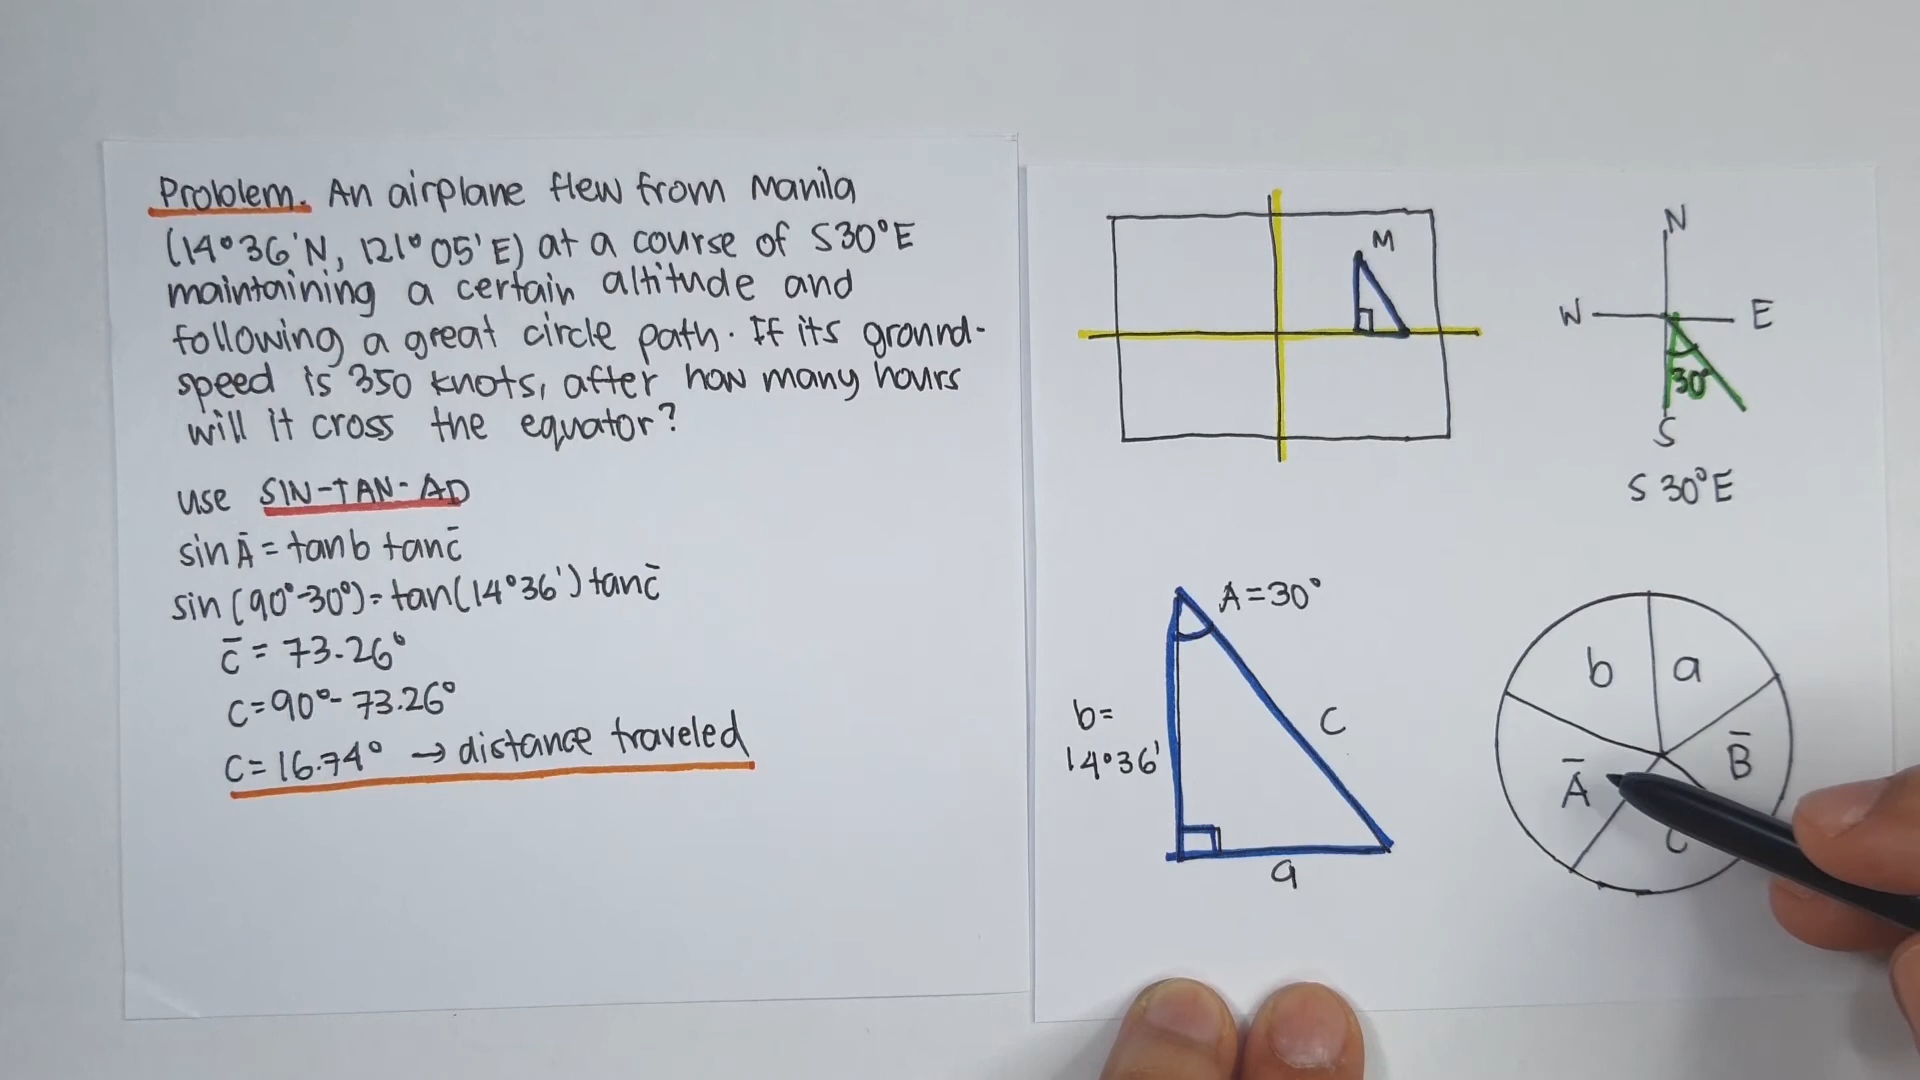 Problem. An airplane flew from Manila
(14°36'N, 121°05'E) at a course of S30°E
maintaining a certain altitude and
following a great circle path. If its ground-
speed is 350 knots, after how many hours
will it cross the equator?
use SIN-TAN-AD
sin Ā = tan b tan c̄
sin (90°-30°) = tan(14°36') tan c̄
c̄ = 73.26°
c = 90° - 73.26°
c = 16.74° → distance traveled
M
N
W
E
30°
S
S 30° E
A = 30°
b =
14°36'
c
a
b
a
Ā
B̄